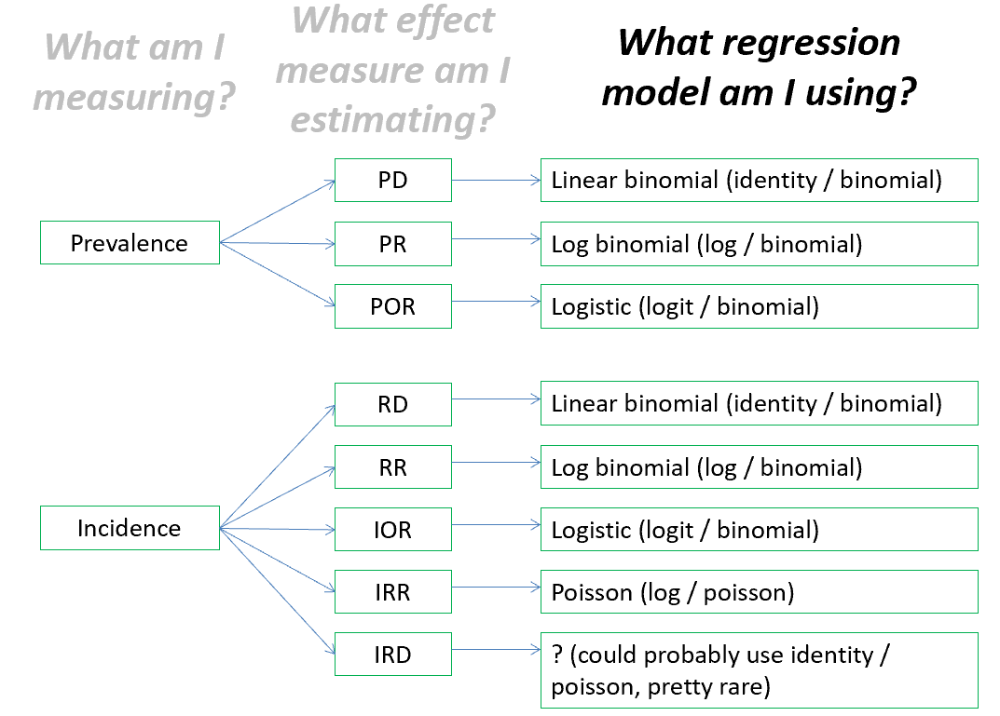 What am I
measuring?
What effect
measure am I
estimating?
What regression
model am I using?
Prevalence
PD
Linear binomial (identity / binomial)
PR
Log binomial (log / binomial)
POR
Logistic (logit / binomial)
Incidence
RD
Linear binomial (identity / binomial)
RR
Log binomial (log / binomial)
IOR
Logistic (logit / binomial)
IRR
Poisson (log / poisson)
IRD
? (could probably use identity /
poisson, pretty rare)